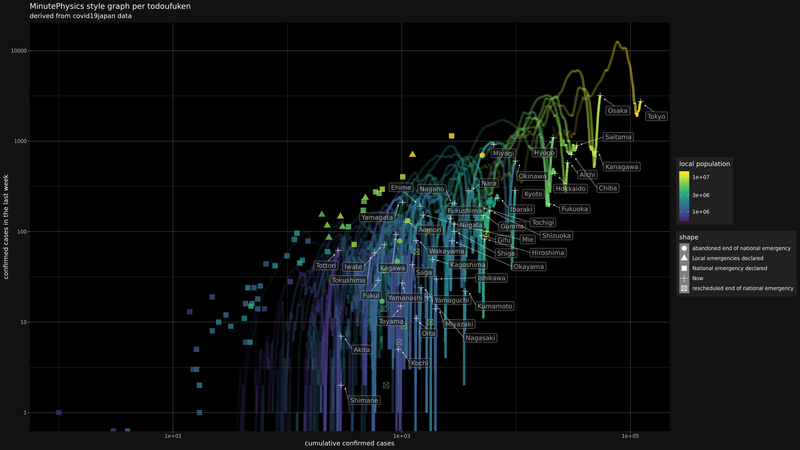 MinutePhysics style graph per todoufuken
derived from covid19japan data
confirmed cases in the last week
10000
1000
100
10
1
Osaka
Tokyo
Saitama
Miyagi
Hyogo
Kanagawa
Okinawa
Aichi
Ehime
Nagano
Nara
Kyoto
Hokkaido
Chiba
Yamagata
Fukushima
Ibaraki
Fukuoka
Aomori
Niigata
Gunma
Tochigi
Shizuoka
Gifu
Mie
Wakayama
Shiga
Hiroshima
Tottori
Iwate
Kagawa
Saga
Kagoshima
Okayama
Tokushima
Ishikawa
Fukui
Yamanashi
Yamaguchi
Kumamoto
Toyama
Miyazaki
Oita
Nagasaki
Akita
Kochi
Shimane
1e+01
1e+03
1e+05
cumulative confirmed cases
local population
1e+07
3e+06
1e+06
shape
abandoned end of national emergency
Local emergencies declared
National emergency declared
Now
rescheduled end of national emergency